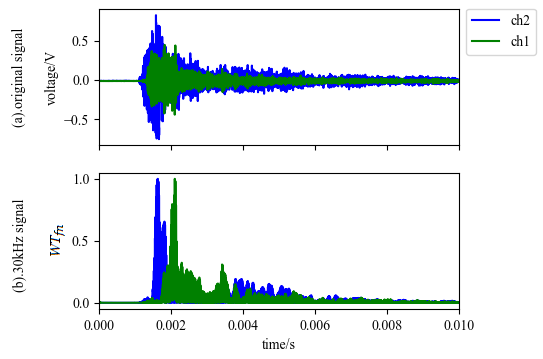 ch2
ch1
(a).original signal
voltage/V
0.5
0.0
−0.5
(b).30kHz signal
WTfn
1.0
0.5
0.0
0.000 0.002 0.004 0.006 0.008 0.010
time/s